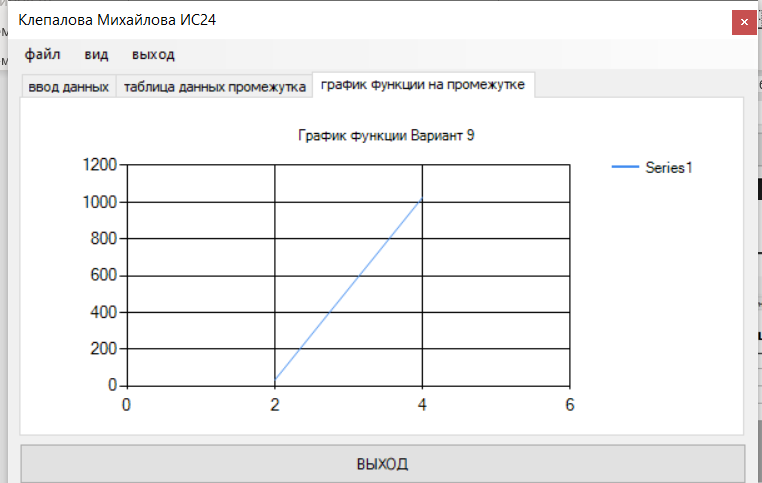 Клепалова Михайлова ИС24
файл вид выход
ввод данных таблица данных промежутка график функции на промежутке
График функции Вариант 9
Series1
1200
1000
800
600
400
200
0
0 2 4 6
ВЫХОД